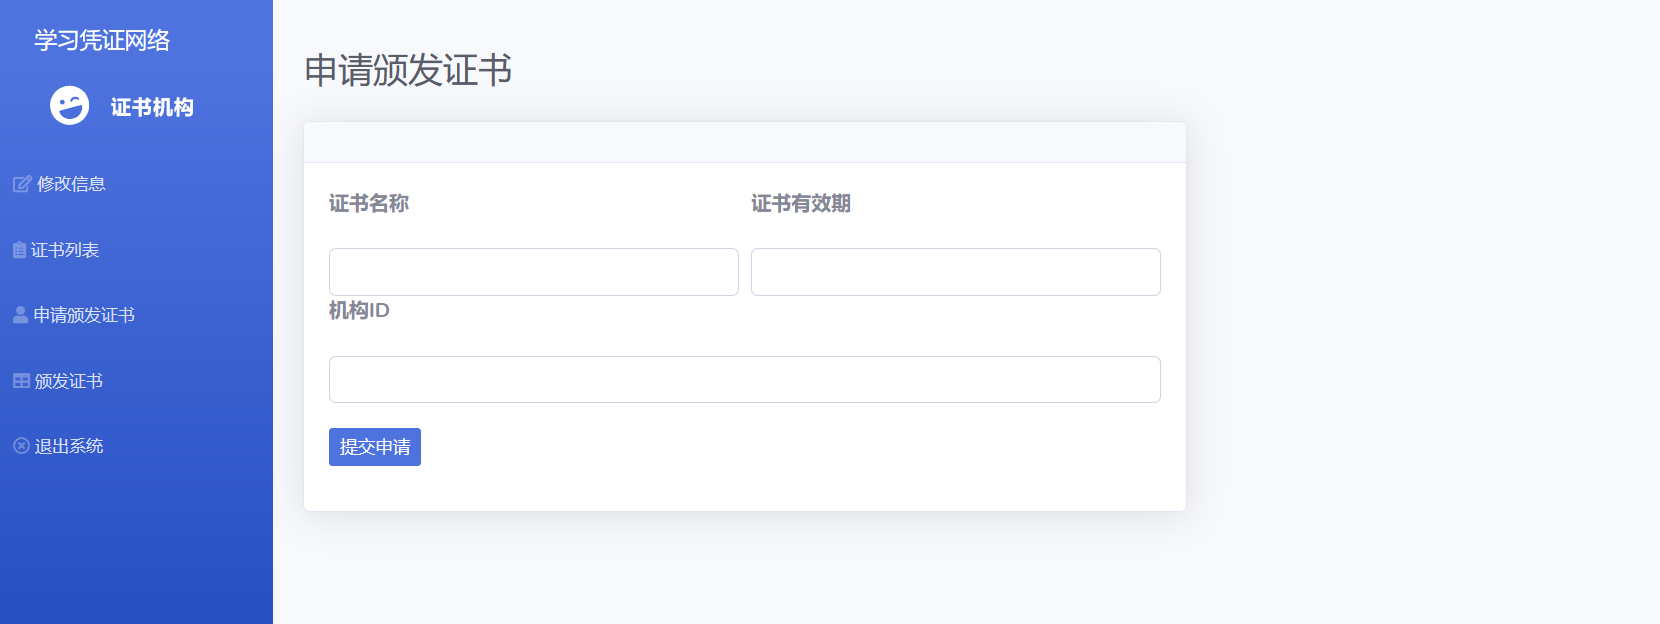 学习凭证网络
证书机构
修改信息
证书列表
申请颁发证书
颁发证书
退出系统
申请颁发证书
证书名称
证书有效期
机构ID
提交申请